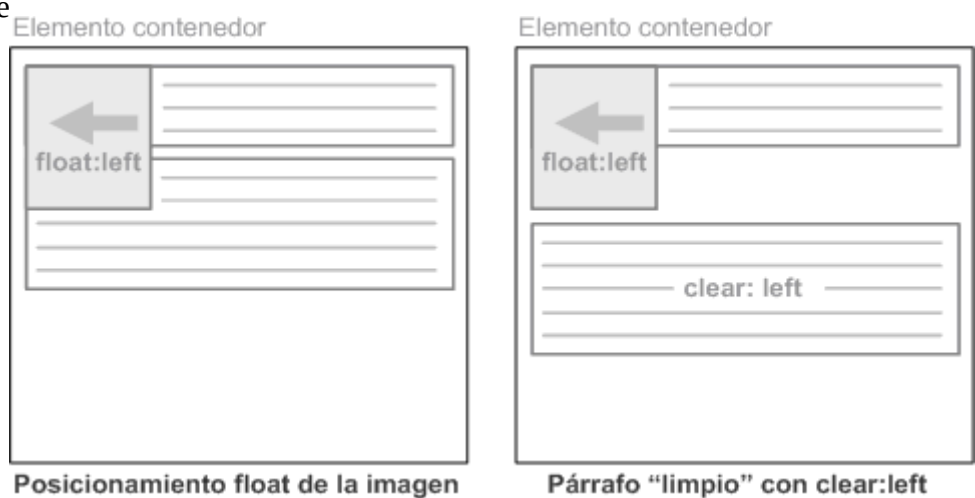 e
Elemento contenedor
float:left
Posicionamiento float de la imagen
Elemento contenedor
float:left
clear: left
Párrafo “limpio” con clear:left